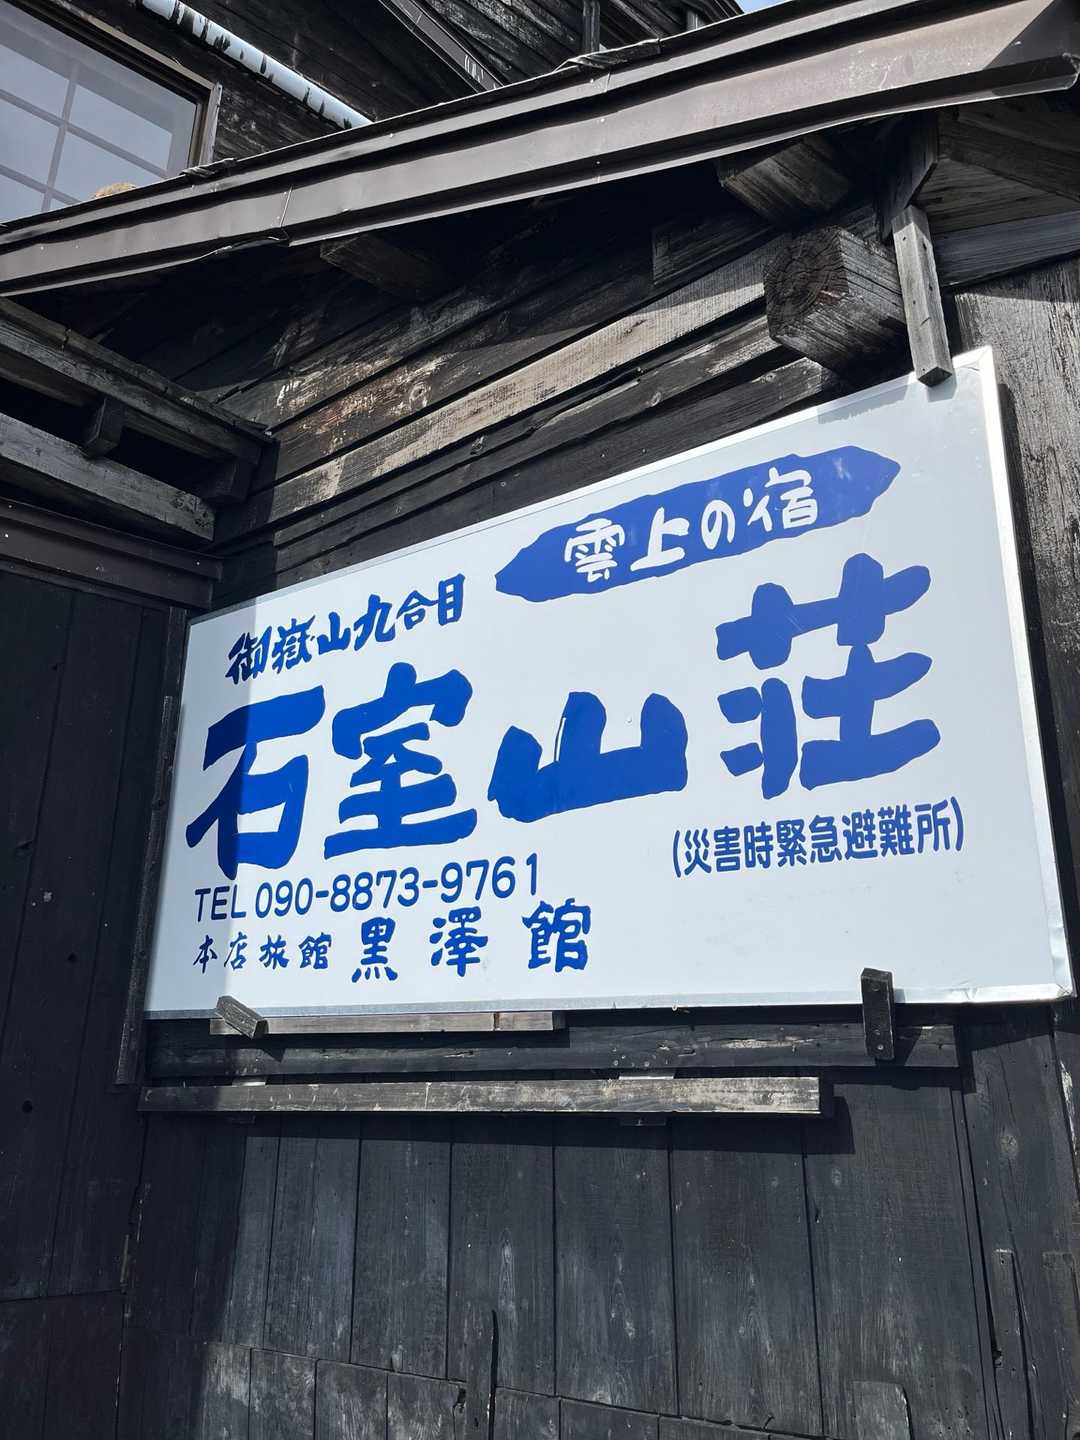 雲上の宿
御嶽山九合目
石室山荘
(災害時緊急避難所)
TEL 090-8873-9761
本店旅館 黒澤館